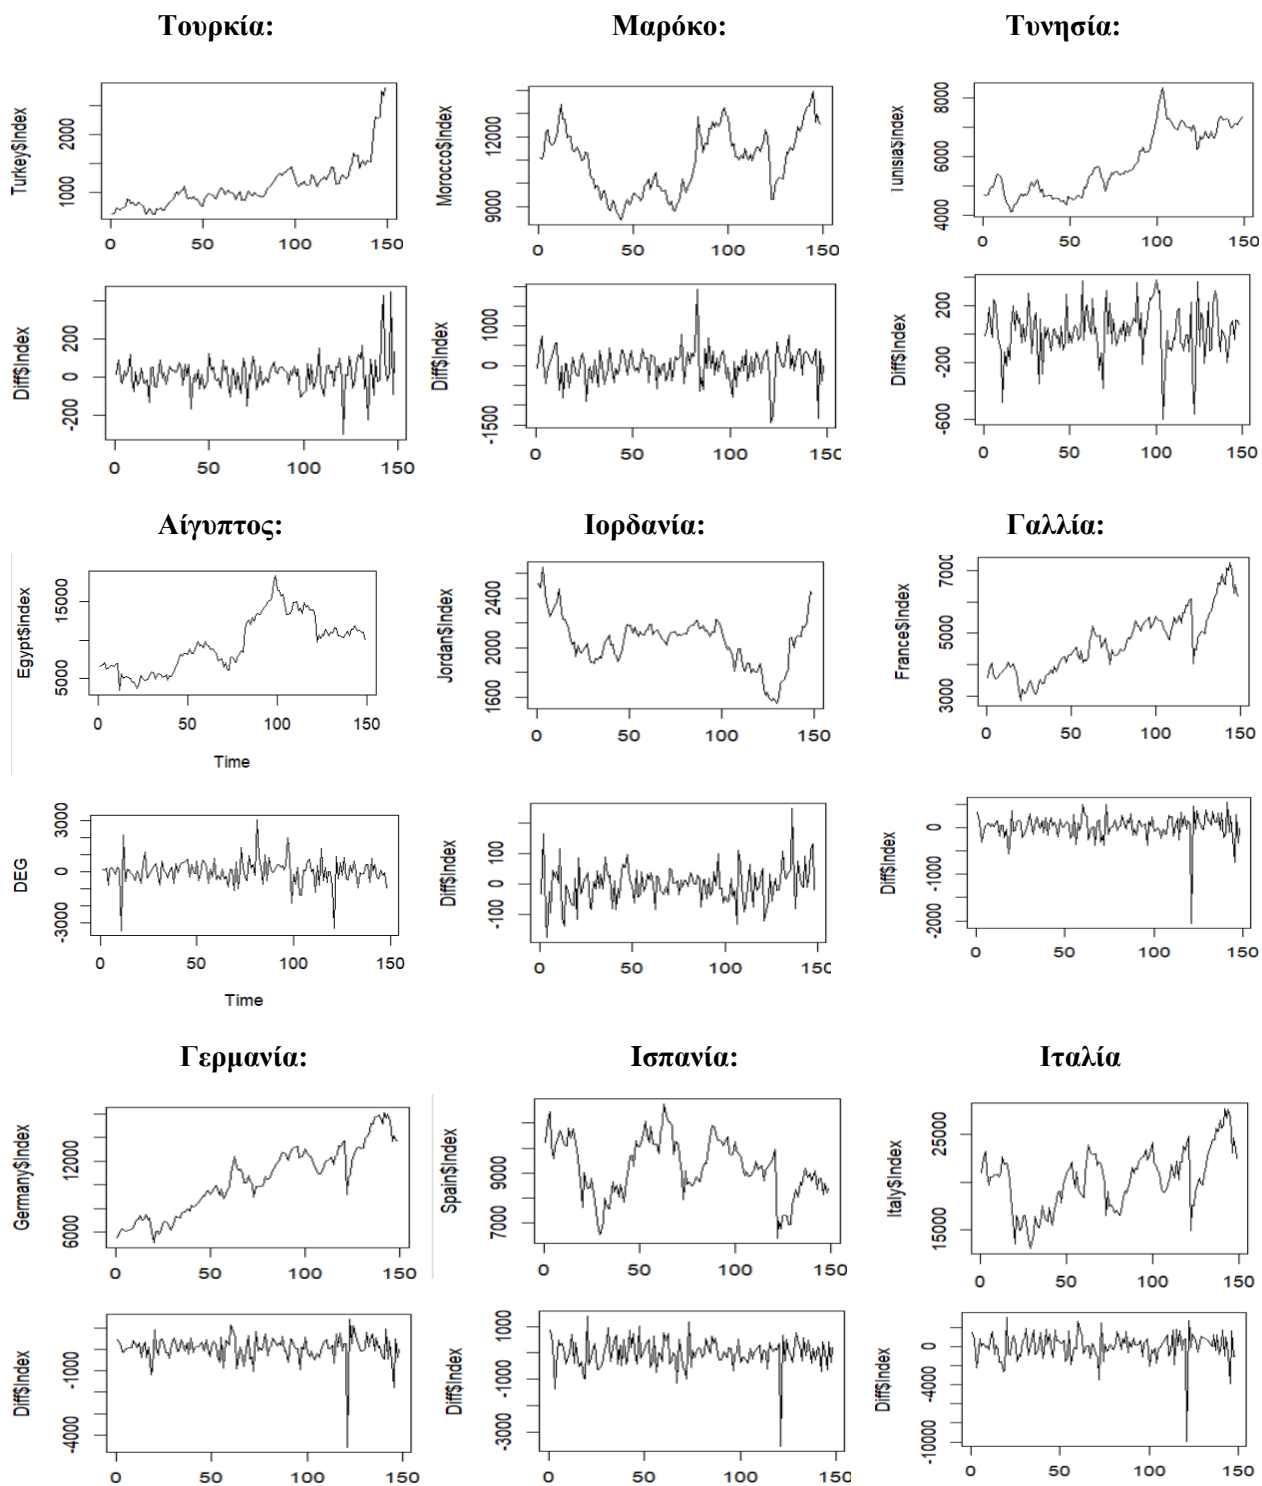 Τουρκία: Μαρόκο: Τυνησία:
Turkey$Index
1000 2000
0 50 100 150
Morocco$Index
9000 12000
0 50 100 150
Tunisia$Index
4000 6000 8000
0 50 100 150
Diff$Index
-200 0 200
0 50 100 150
Diff$Index
-1500 0 1000
0 50 100 150
Diff$Index
-600 -200 200
0 50 100 150
Αίγυπτος: Ιορδανία: Γαλλία:
Egypt$Index
5000 15000
0 50 100 150
Time
Jordan$Index
1600 2000 2400
0 50 100 150
France$Index
3000 5000 7000
0 50 100 150
DEG
-3000 0 3000
0 50 100 150
Time
Diff$Index
-100 0 100
0 50 100 150
Diff$Index
-2000 -1000 0
0 50 100 150
Γερμανία: Ισπανία: Ιταλία
Germany$Index
6000 12000
0 50 100 150
Spain$Index
7000 9000
0 50 100 150
Italy$Index
15000 25000
0 50 100 150
Diff$Index
-4000 -1000
0 50 100 150
Diff$Index
-3000 -1000 1000
0 50 100 150
Diff$Index
-10000 -4000 0
0 50 100 150